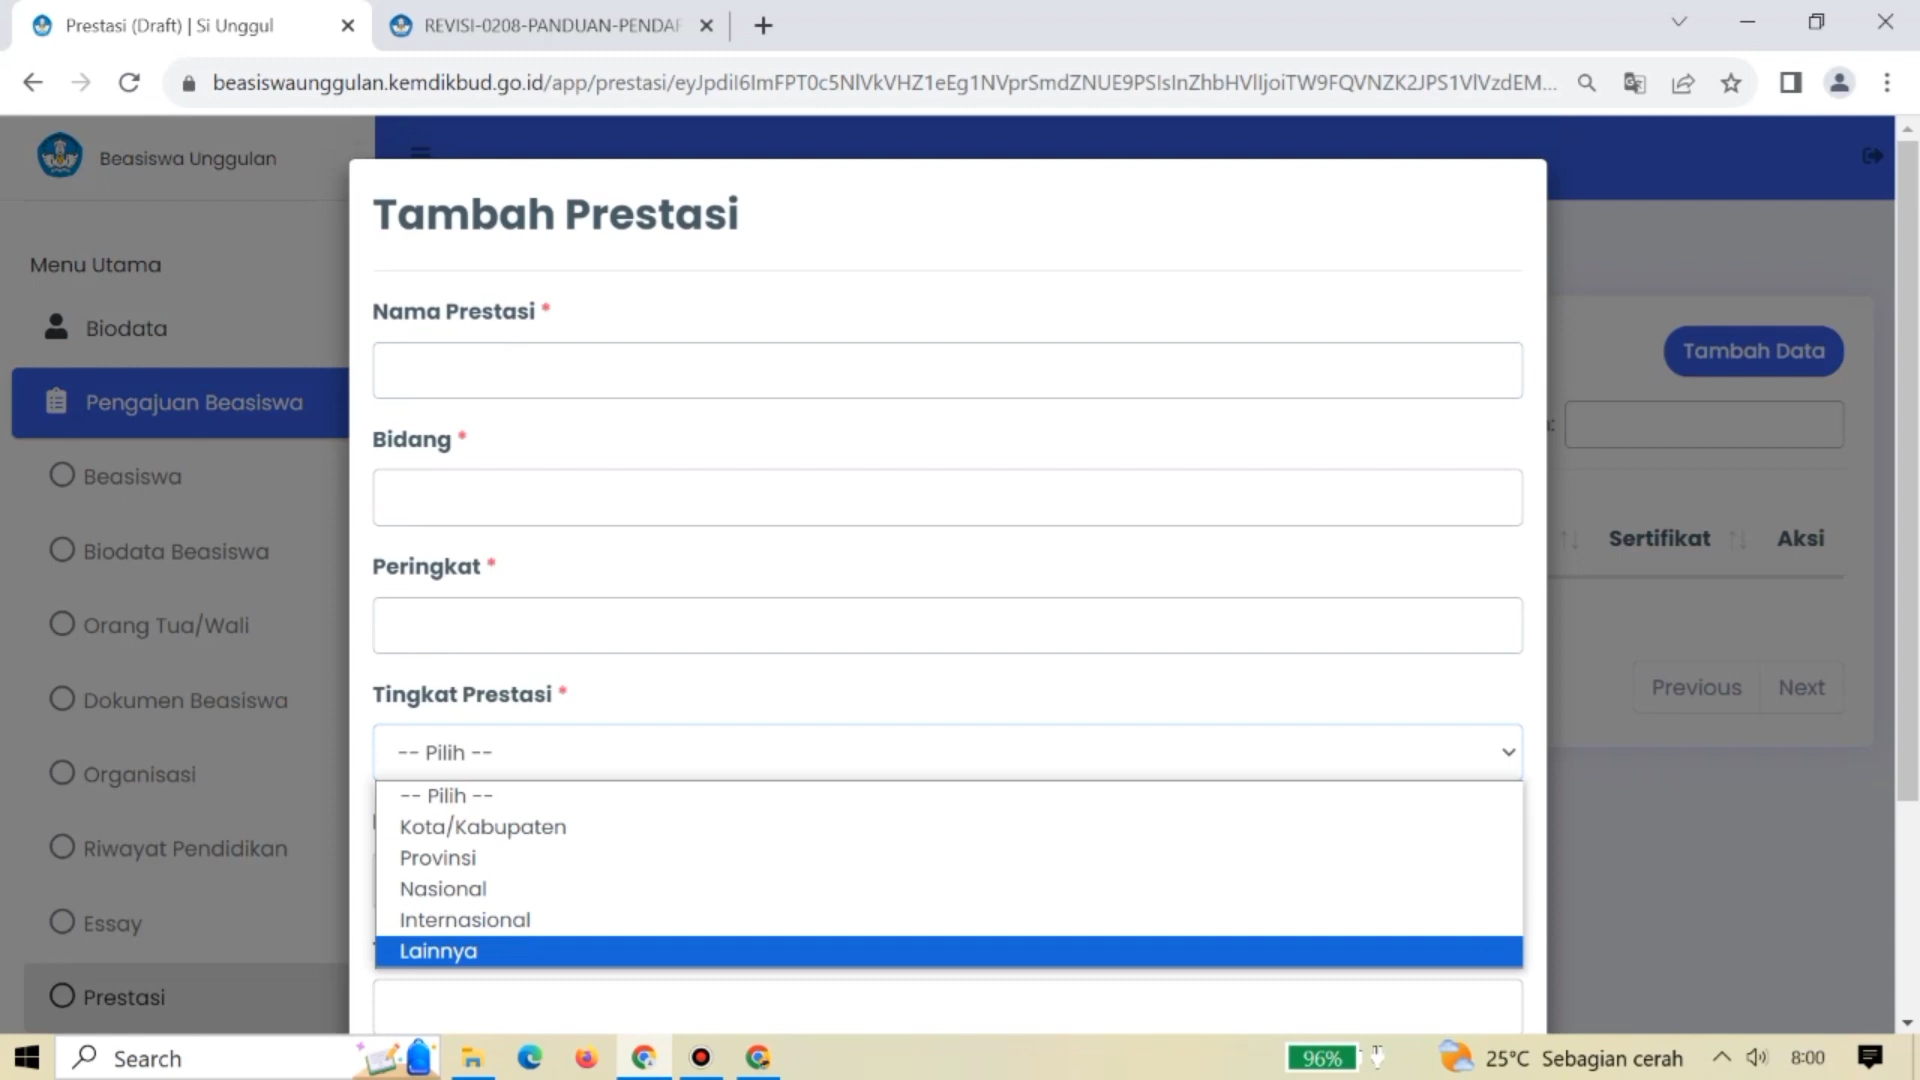 Prestasi (Draft) | Si Unggul
REVISI-0208-PANDUAN-PENDAF
beasiswaunggulan.kemdikbud.go.id/app/prestasi/eyJpdiI6ImFPT0c5NlVkVHZ1eEg1NVprSmdZNUE9PSIsInZhbHVlIjoiTW9FQVNZK2JPS1VlVzdEM...
Beasiswa Unggulan
Menu Utama
Biodata
Pengajuan Beasiswa
Beasiswa
Biodata Beasiswa
Orang Tua/Wali
Dokumen Beasiswa
Organisasi
Riwayat Pendidikan
Essay
Prestasi
Tambah Prestasi
Nama Prestasi *
Bidang *
Peringkat *
Tingkat Prestasi *
-- Pilih --
-- Pilih --
Kota/Kabupaten
Provinsi
Nasional
Internasional
Lainnya
Tambah Data
Sertifikat
Aksi
Previous
Next
Search
96%
25°C Sebagian cerah
8:00